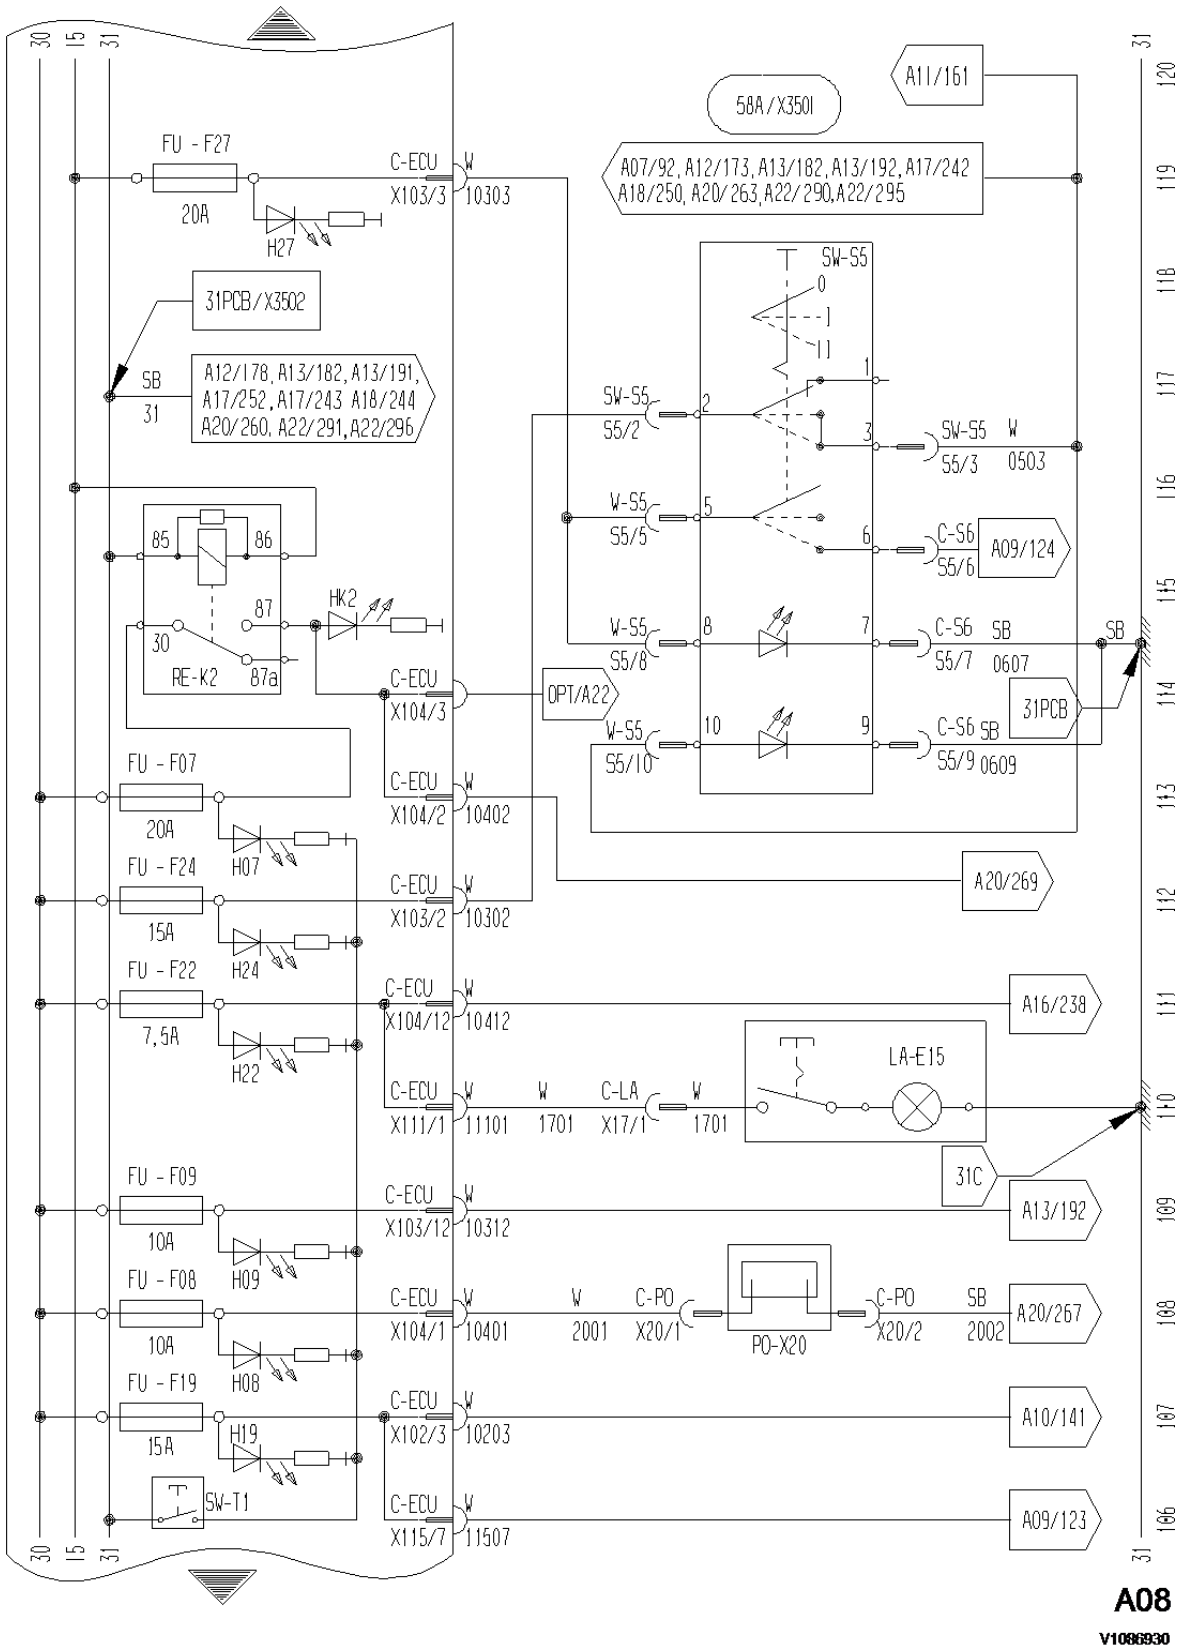 30
15
31
31
120
A11/161
58A/X3501
FU - F27
C-ECU
W
A07/92, A12/173, A13/182, A13/192, A17/242
A18/250, A20/263, A22/290, A22/295
119
20A
X103/3
10303
H27
SW-S5
0
I
II
118
31PCB/X3502
SB
31
A12/178, A13/182, A13/191,
A17/252, A17/243 A18/244
A20/260, A22/291, A22/296
1
117
SW-S5
2
S5/2
3
SW-S5
W
S5/3
0503
116
W-S5
5
S5/5
85
86
6
C-S6
S5/6
A09/124
115
HK2
87
30
RE-K2
87a
W-S5
8
S5/8
7
C-S6
SB
S5/7
0607
SB
C-ECU
X104/3
OPT/A22
31PCB
114
W-S5
10
S5/10
9
C-S6
SB
S5/9
0609
FU - F07
20A
H07
C-ECU
W
X104/2
10402
113
FU - F24
15A
H24
C-ECU
W
X103/2
10302
A20/269
112
FU - F22
7,5A
H22
C-ECU
W
X104/12
10412
A16/238
111
LA-E15
C-ECU
W
X111/1
11101
W
1701
C-LA
X17/1
W
1701
110
31C
FU - F09
10A
H09
C-ECU
W
X103/12
10312
A13/192
109
FU - F08
10A
H08
C-ECU
W
X104/1
10401
W
2001
C-PO
X20/1
PO-X20
C-PO
X20/2
SB
2002
A20/267
108
FU - F19
15A
H19
C-ECU
W
X102/3
10203
A10/141
107
SW-T1
C-ECU
W
X115/7
11507
A09/123
106
30
15
31
31
A08
V1086930